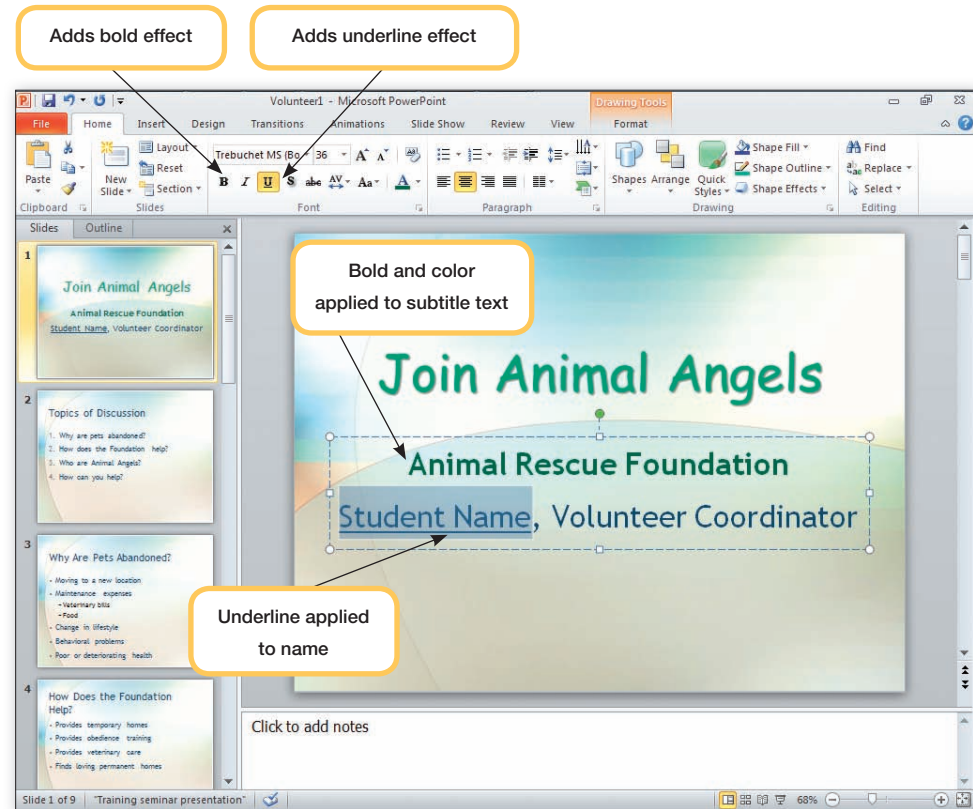 Adds bold effect
Adds underline effect
Volunteer1 - Microsoft PowerPoint
Drawing Tools
File Home Insert Design Transitions Animations Slide Show Review View Format
Paste
New Slide
Layout
Reset
Section
Trebuchet MS (Bo 36
B I U S abc AV Aa A
Shapes Arrange Quick Styles
Shape Fill
Shape Outline
Shape Effects
Find
Replace
Select
Clipboard Slides Font Paragraph Drawing Editing
Slides Outline
1
Join Animal Angels
Animal Rescue Foundation
Student Name, Volunteer Coordinator
2
Topics of Discussion
1. Why are pets abandoned?
2. How does the Foundation help?
3. Who are Animal Angels?
4. How can you help?
3
Why Are Pets Abandoned?
- Moving to a new location
- Maintenance expenses
- Veterinary bills
- Food
- Change in lifestyle
- Behavioral problems
- Poor or deteriorating health
4
How Does the Foundation
Help?
- Provides temporary homes
- Provides obedience training
- Provides veterinary care
- Finds loving permanent homes
Bold and color
applied to subtitle text
Join Animal Angels
Animal Rescue Foundation
Student Name, Volunteer Coordinator
Underline applied
to name
Click to add notes
Slide 1 of 9 "Training seminar presentation" 68%